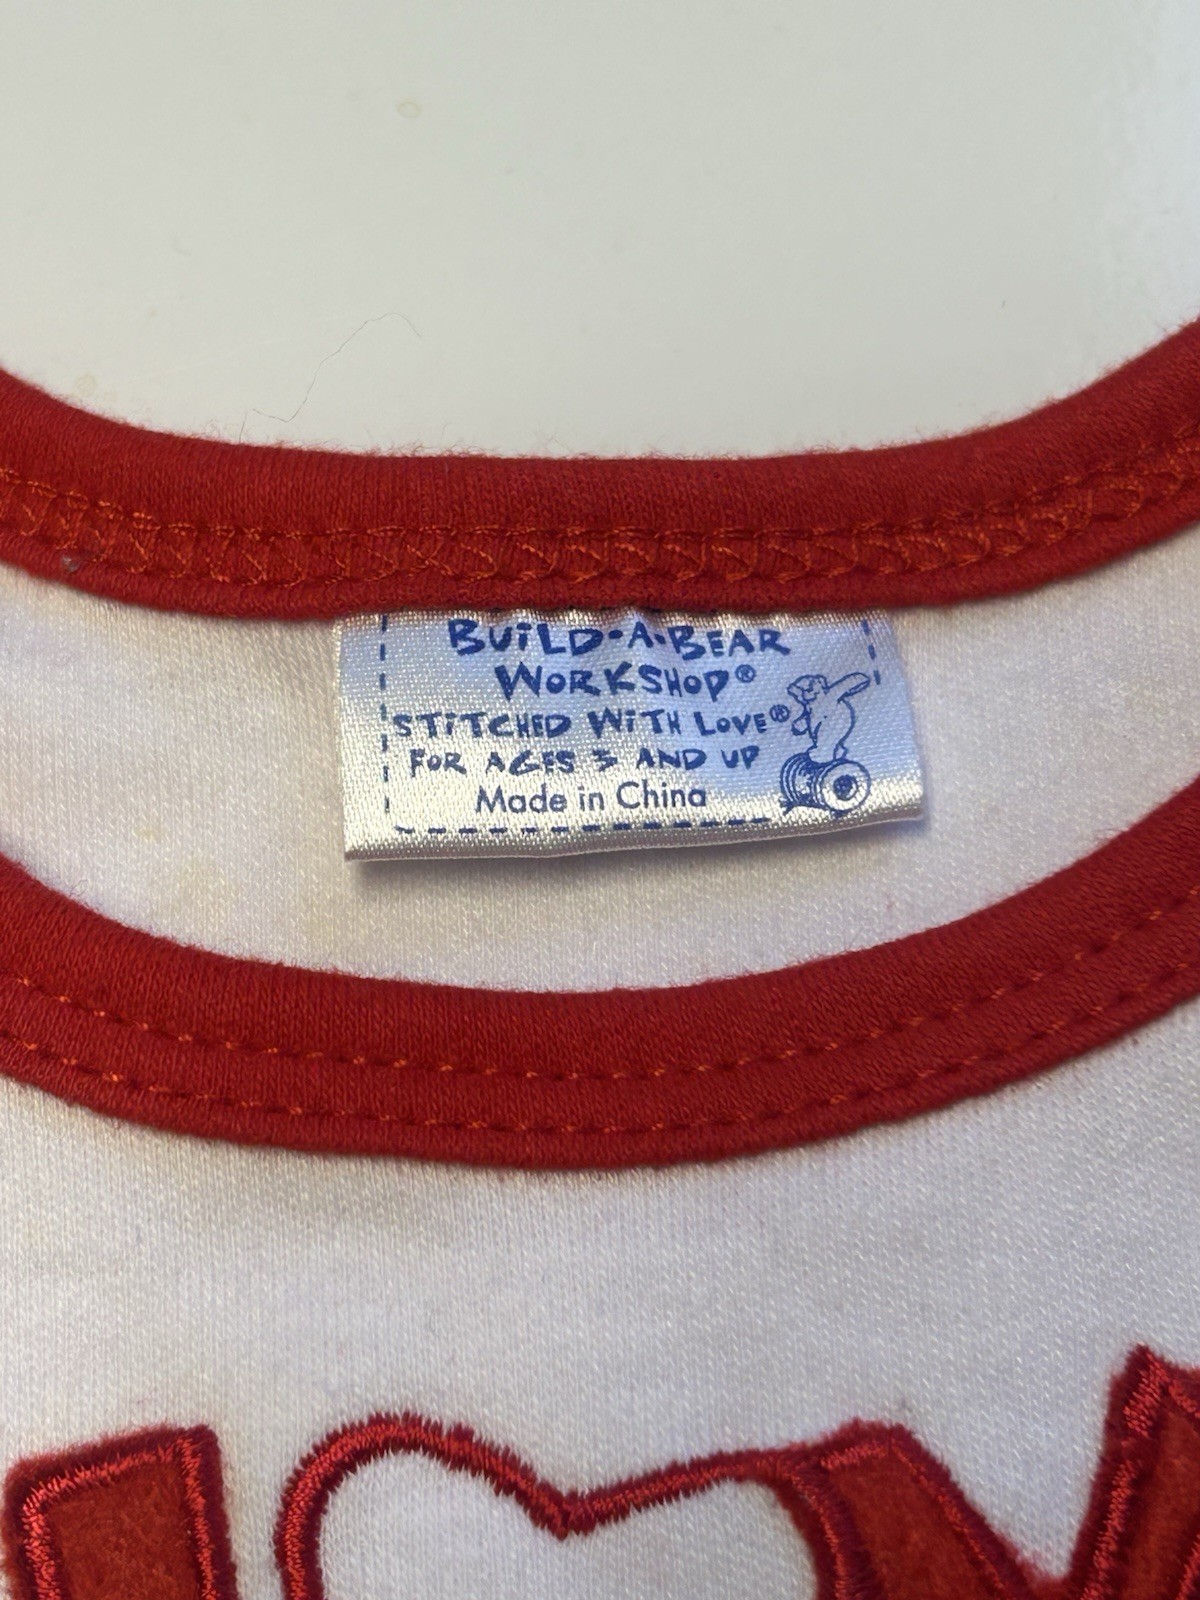 BUiLD-A-BEAR
WORKSHOP®
STiTCHED WiTH LOVE®
FOR AGES 3 AND UP
Made in China